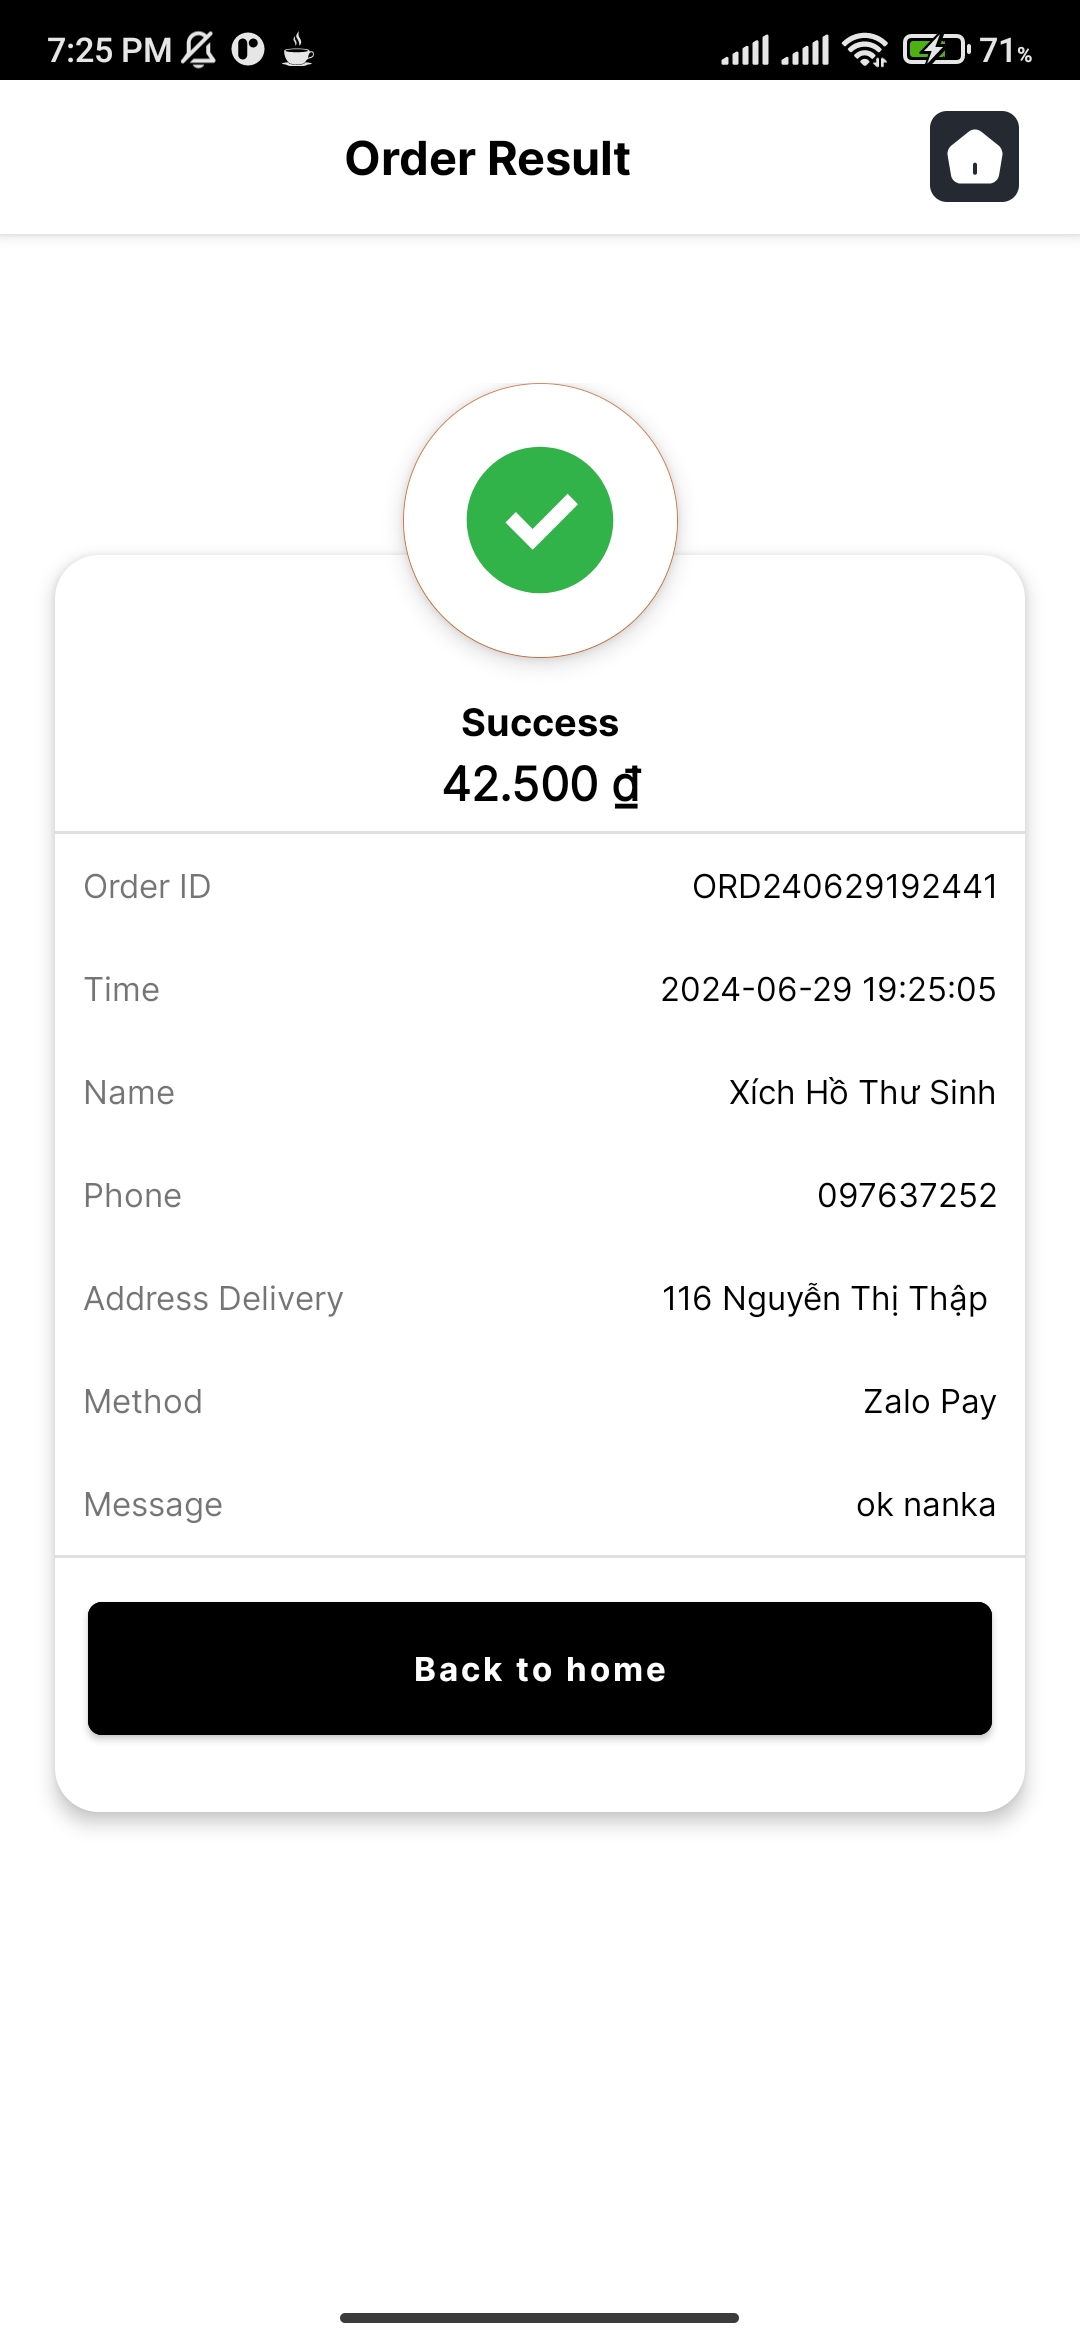 7:25 PM 71%
Order Result
Success
42.500 ₫
Order ID ORD240629192441
Time 2024-06-29 19:25:05
Name Xích Hồ Thư Sinh
Phone 097637252
Address Delivery 116 Nguyễn Thị Thập
Method Zalo Pay
Message ok nanka
Back to home